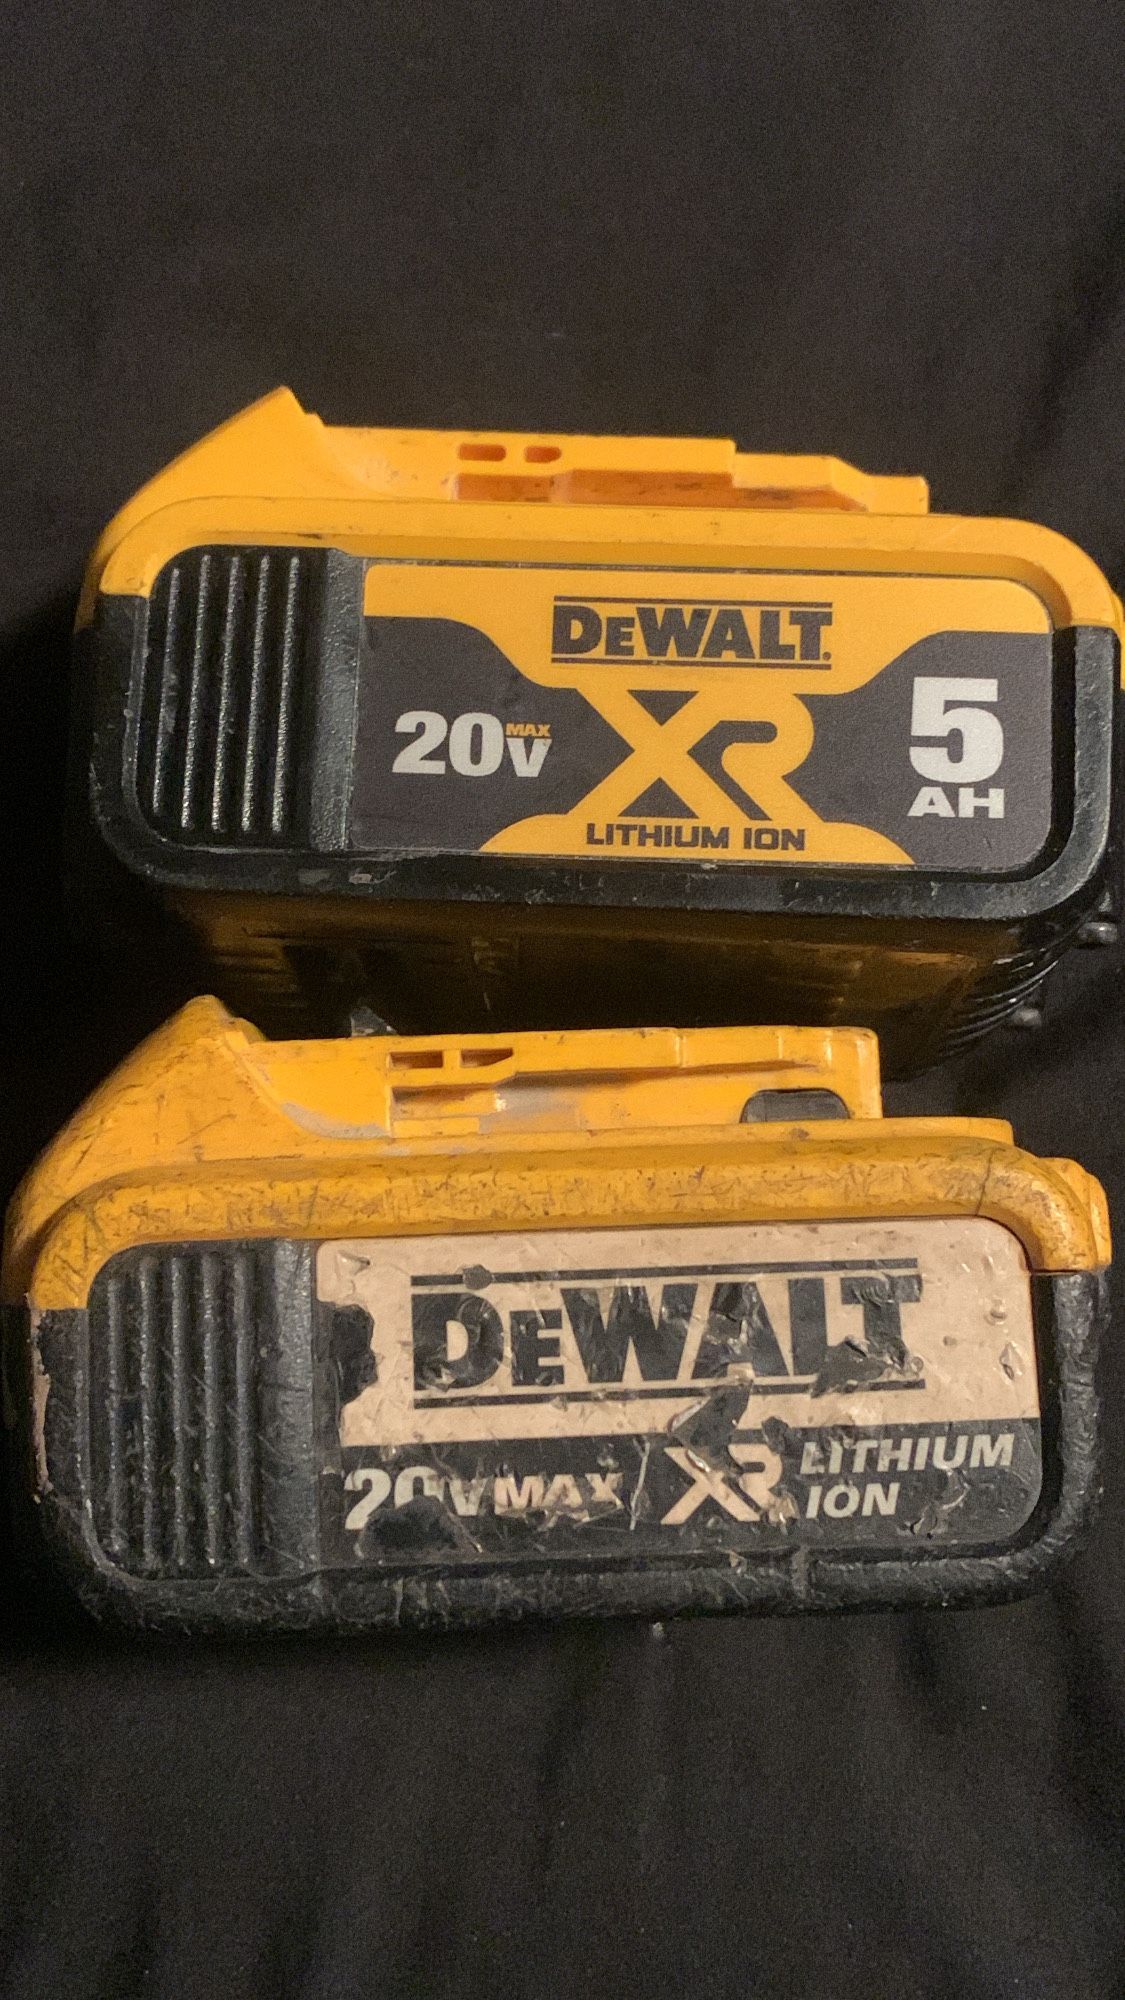 DEWALT
20V MAX
XR
5
AH
LITHIUM ION
DEWALT
20V MAX XR LITHIUM
ION